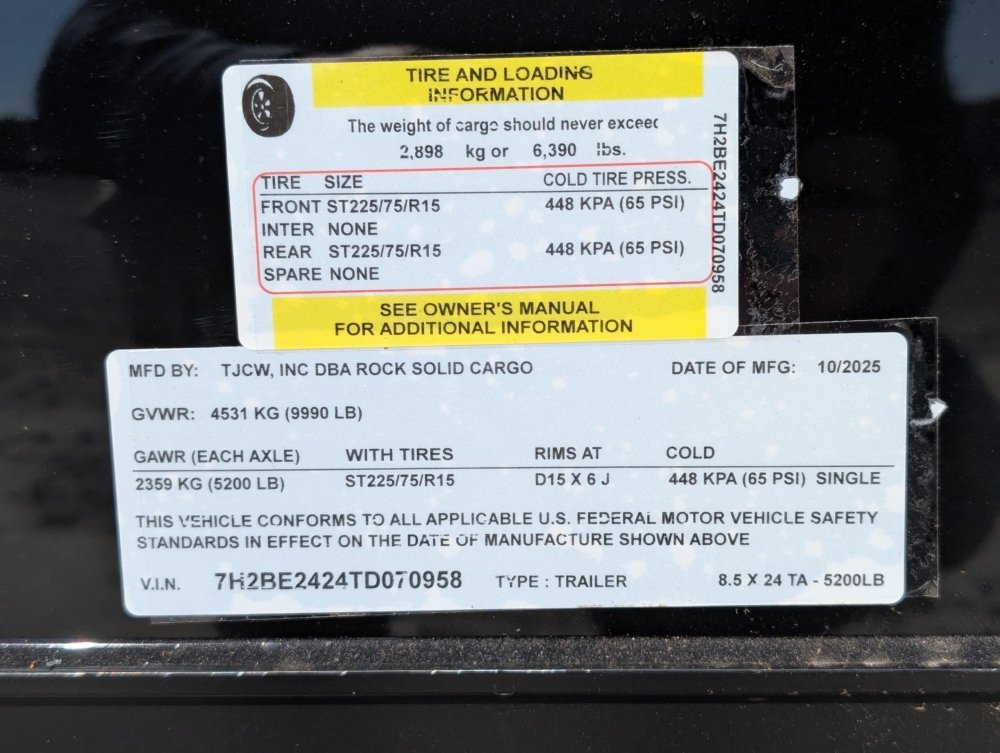 TIRE AND LOADING
INFORMATION
The weight of cargo should never exceed
2,898 kg or 6,390 lbs.
TIRE SIZE COLD TIRE PRESS.
FRONT ST225/75/R15 448 KPA (65 PSI)
INTER NONE
REAR ST225/75/R15 448 KPA (65 PSI)
SPARE NONE
SEE OWNER'S MANUAL
FOR ADDITIONAL INFORMATION
7H2BE2424TD070958
MFD BY: TJCW, INC DBA ROCK SOLID CARGO DATE OF MFG: 10/2025
GVWR: 4531 KG (9990 LB)
GAWR (EACH AXLE) WITH TIRES RIMS AT COLD
2359 KG (5200 LB) ST225/75/R15 D15 X 6 J 448 KPA (65 PSI) SINGLE
THIS VEHICLE CONFORMS TO ALL APPLICABLE U.S. FEDERAL MOTOR VEHICLE SAFETY
STANDARDS IN EFFECT ON THE DATE OF MANUFACTURE SHOWN ABOVE
V.I.N. 7H2BE2424TD070958 TYPE : TRAILER 8.5 X 24 TA - 5200LB